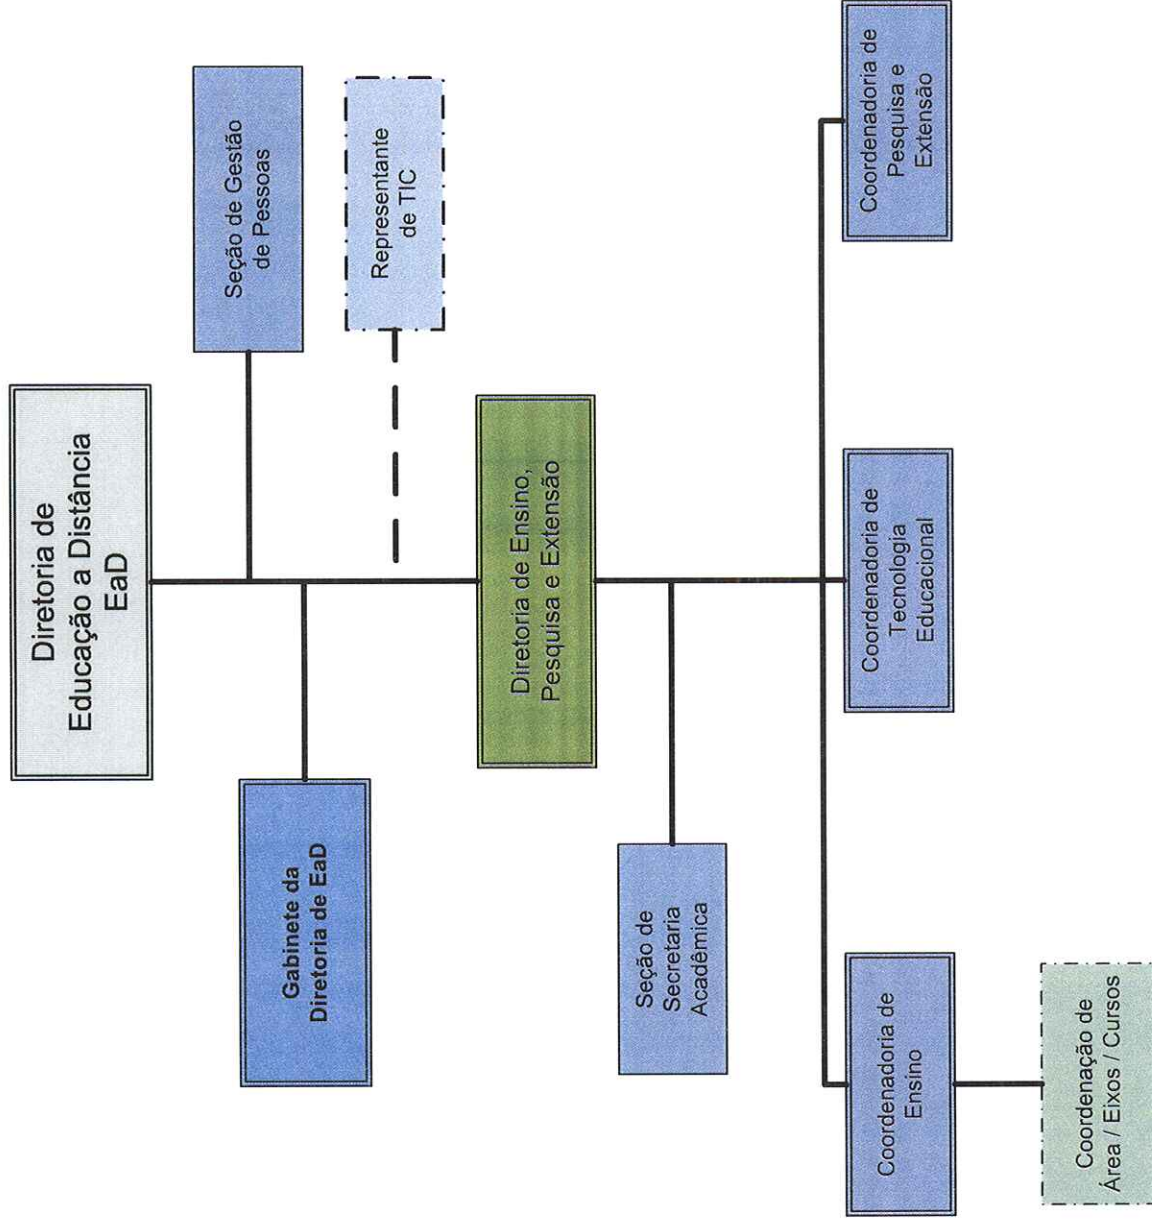 Diretoria de
Educação a Distância
EaD
Seção de Gestão
de Pessoas
Gabinete da
Diretoria de EaD
Representante
de TIC
Diretoria de Ensino,
Pesquisa e Extensão
Seção de
Secretaria
Acadêmica
Coordenadoria de
Ensino
Coordenadoria de
Tecnologia
Educacional
Coordenadoria de
Pesquisa e
Extensão
Coordenação de
Área / Eixos / Cursos